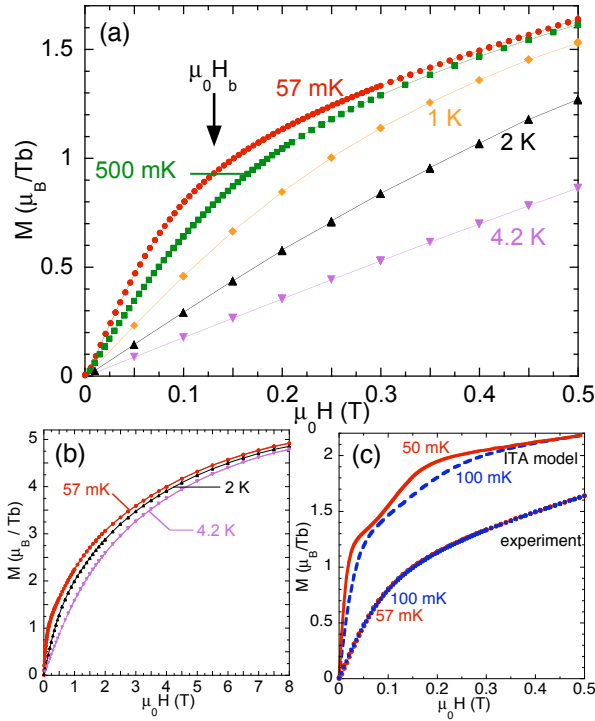 (a)
μ0Hb
57 mK
500 mK
1 K
2 K
4.2 K
M (μB/Tb)
1.5
1
0.5
0
0 0.1 0.2 0.3 0.4 0.5
μ0H (T)
(b)
57 mK
2 K
4.2 K
M (μB / Tb)
5
4
3
2
1
0
0 1 2 3 4 5 6 7 8
μ0H (T)
(c)
50 mK
ITA model
100 mK
experiment
100 mK
57 mK
M (μB/Tb)
2
1.5
1
0.5
0
0 0.1 0.2 0.3 0.4 0.5
μ0H (T)